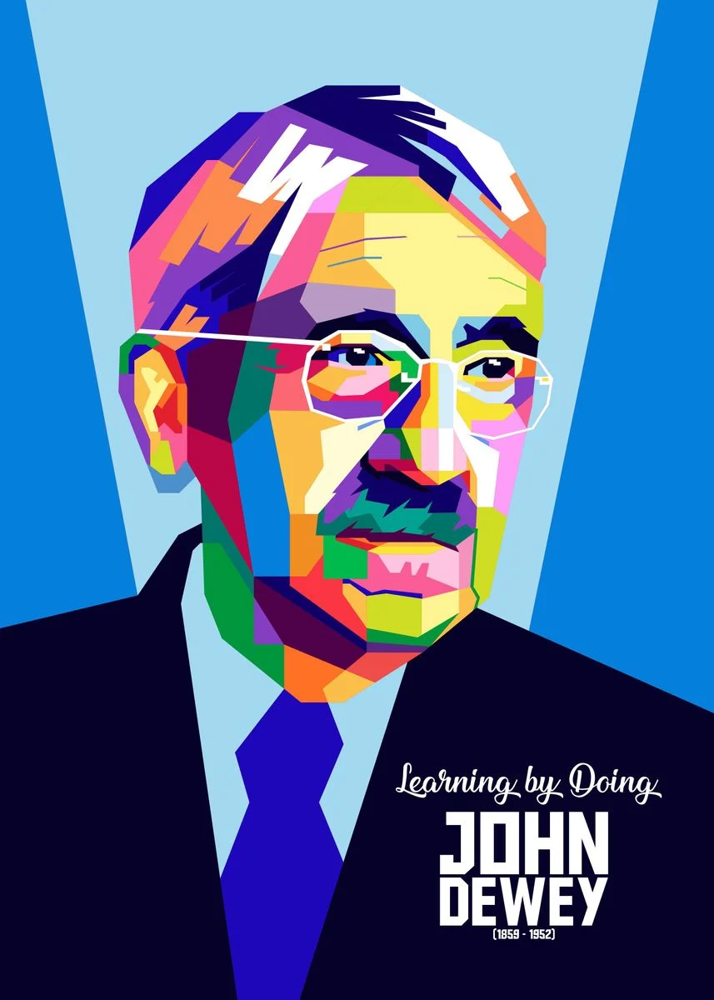 Learning by Doing
JOHN
DEWEY
(1859 - 1952)